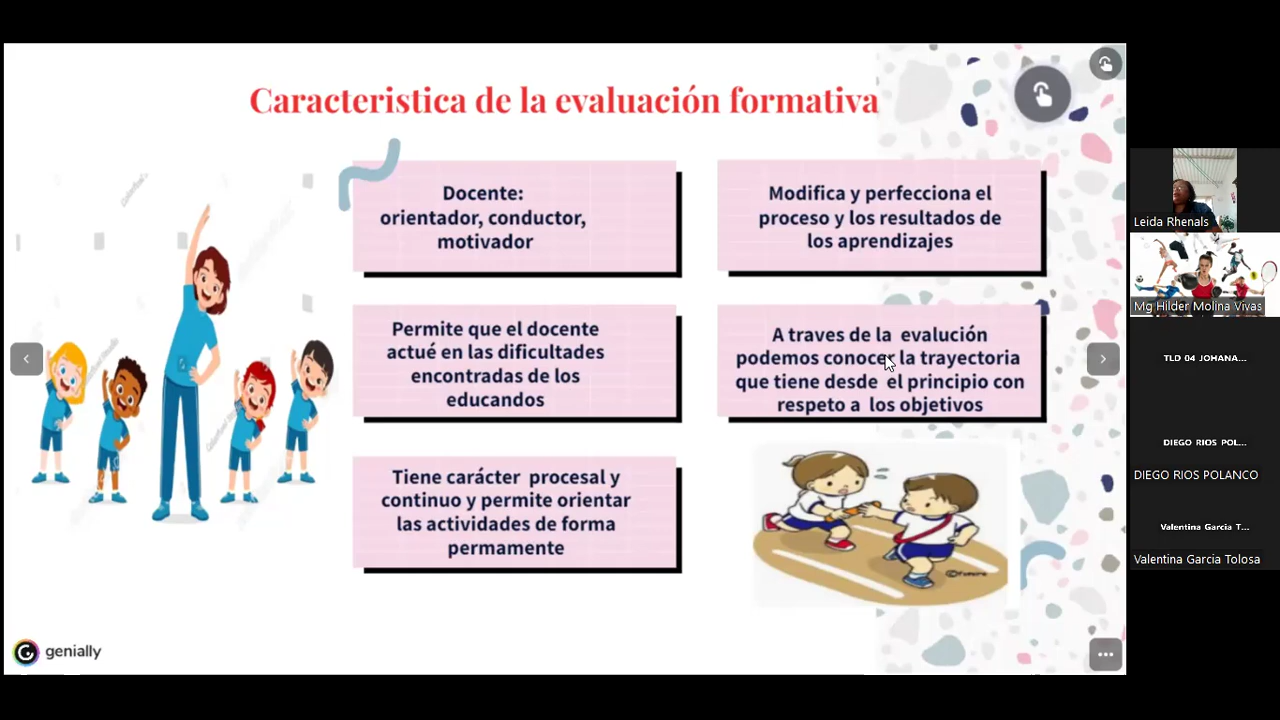 Caracteristica de la evaluación formativa
Docente:
orientador, conductor,
motivador
Modifica y perfecciona el
proceso y los resultados de
los aprendizajes
Permite que el docente
actué en las dificultades
encontradas de los
educandos
A traves de la evalución
podemos conocer la trayectoria
que tiene desde el principio con
respeto a los objetivos
Tiene carácter procesal y
continuo y permite orientar
las actividades de forma
permamente
genially
Leida Rhenals
Mg Hilder Molina Vivas
TLD 04 JOHANA...
DIEGO RIOS POL...
DIEGO RIOS POLANCO
Valentina Garcia T...
Valentina Garcia Tolosa